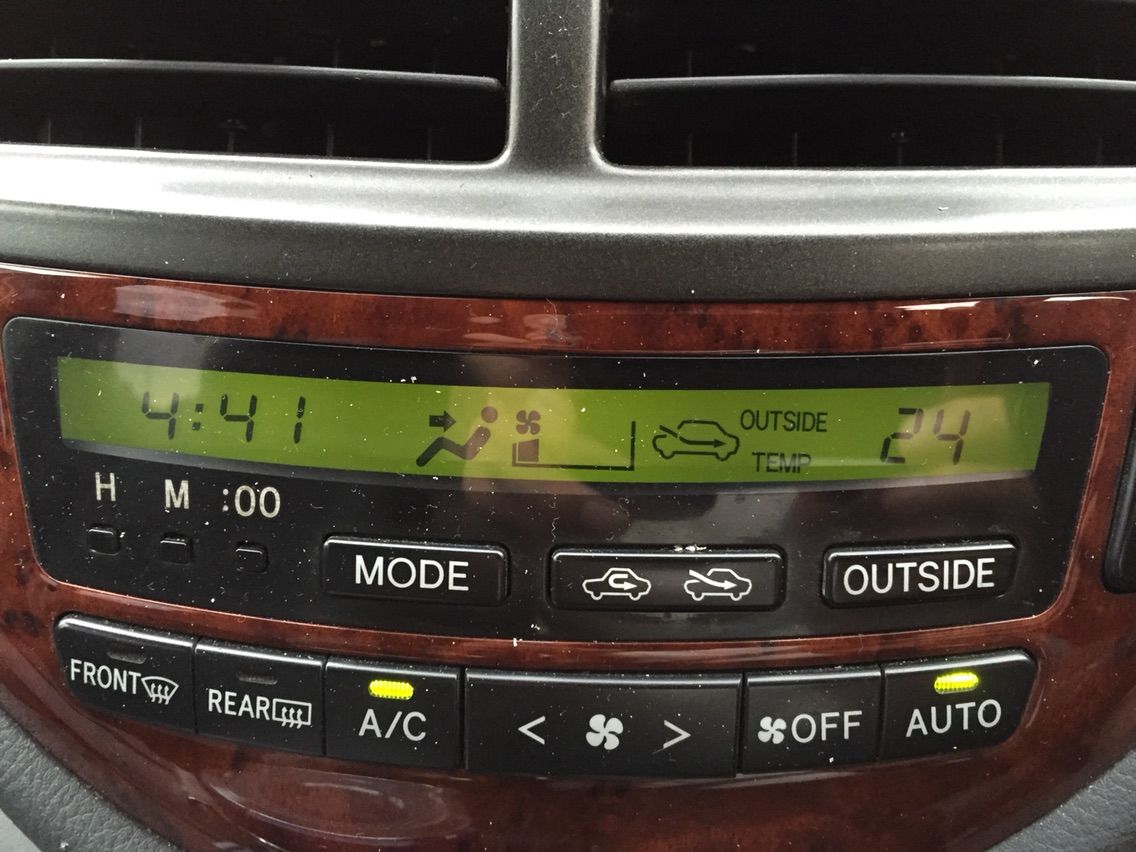 4:41 OUTSIDE TEMP 24
H M :00
MODE OUTSIDE
FRONT REAR A/C < > OFF AUTO